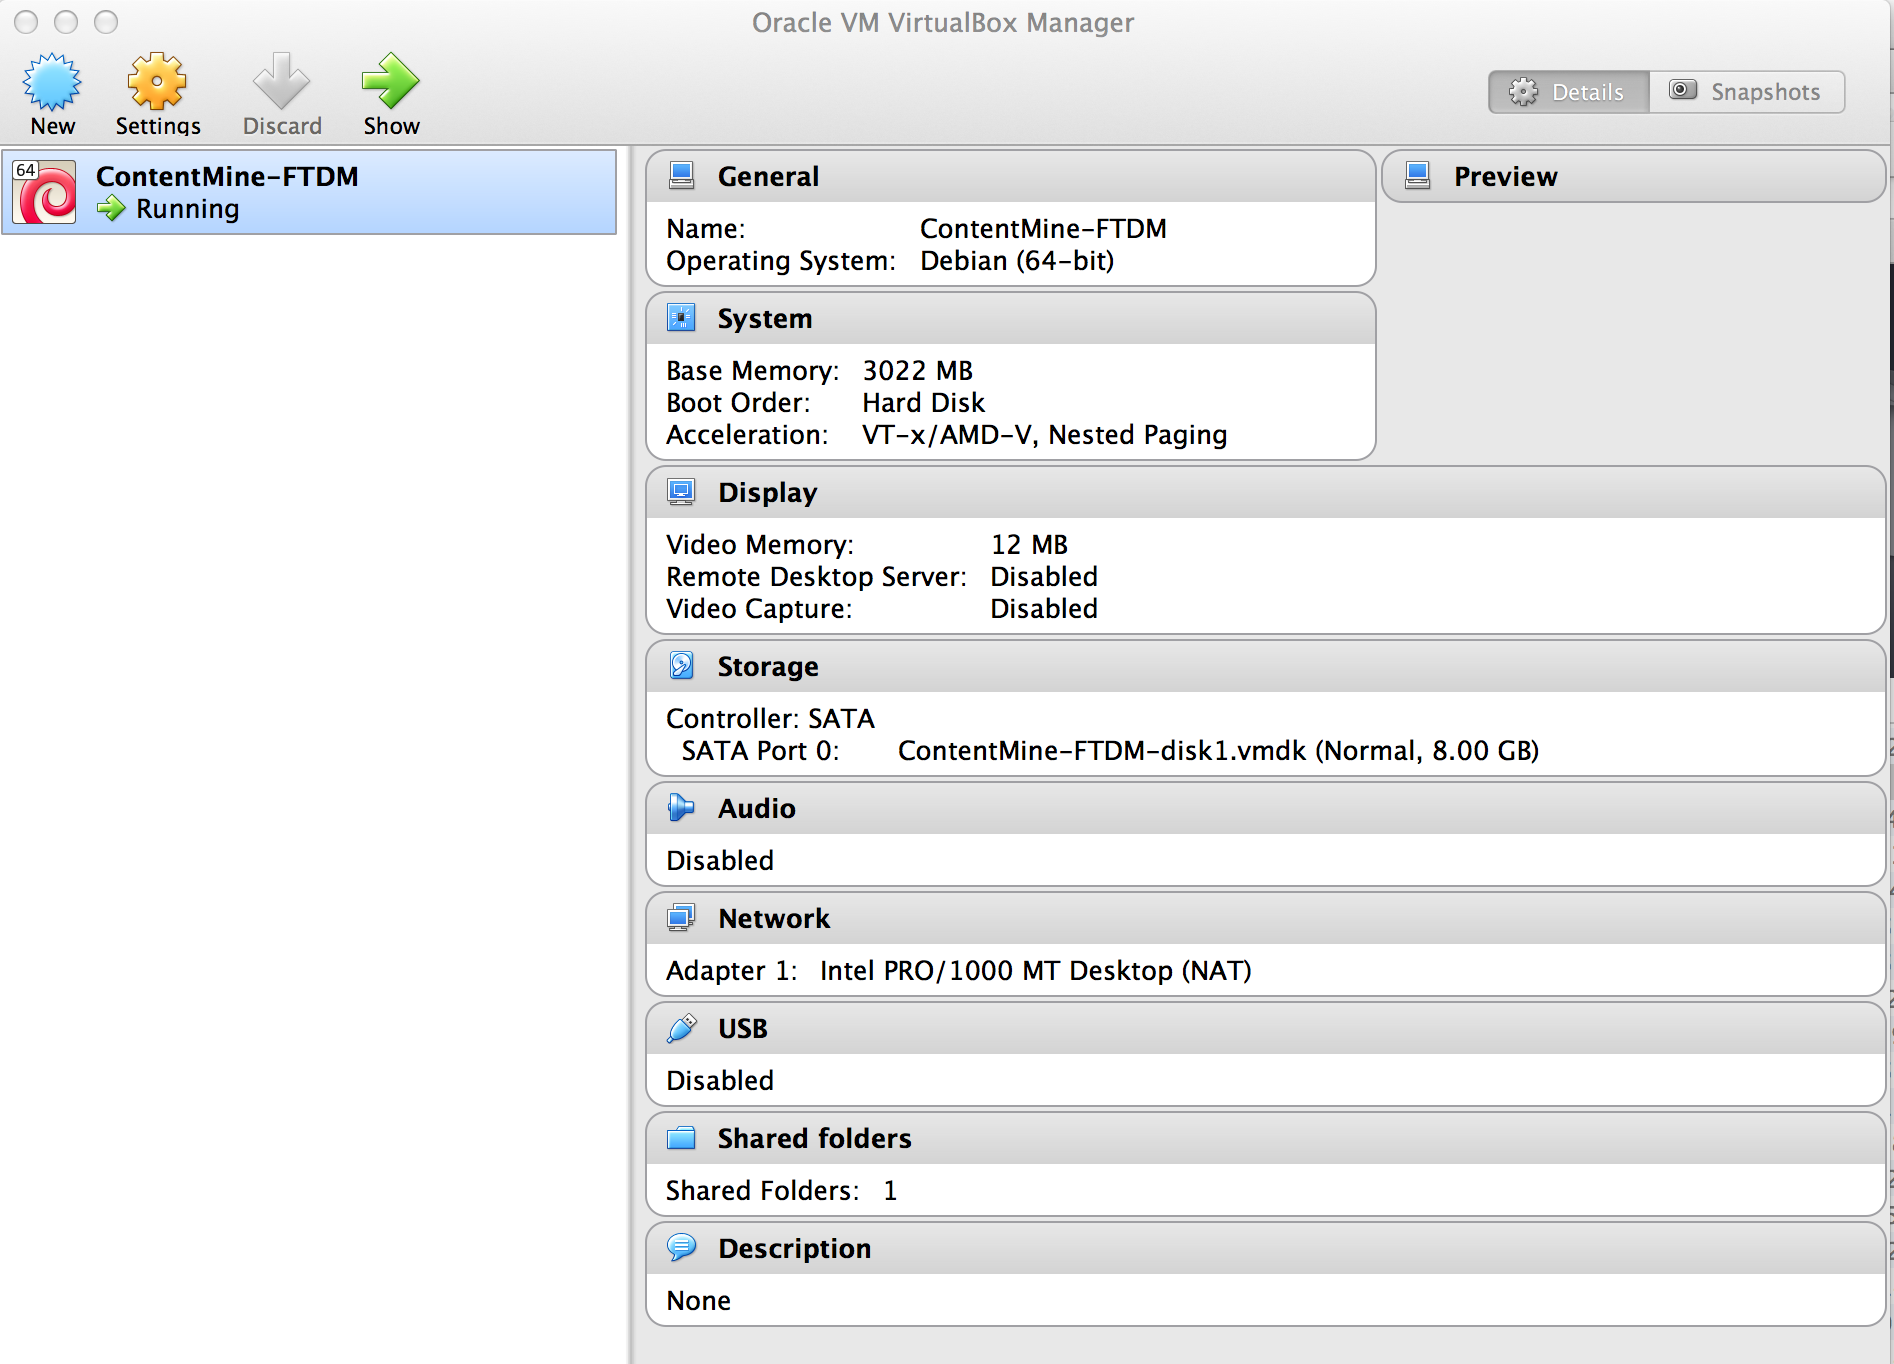 Oracle VM VirtualBox Manager
New Settings Discard Show
Details Snapshots
64
ContentMine-FTDM
Running
General
Name: ContentMine-FTDM
Operating System: Debian (64-bit)
Preview
System
Base Memory: 3022 MB
Boot Order: Hard Disk
Acceleration: VT-x/AMD-V, Nested Paging
Display
Video Memory: 12 MB
Remote Desktop Server: Disabled
Video Capture: Disabled
Storage
Controller: SATA
SATA Port 0: ContentMine-FTDM-disk1.vmdk (Normal, 8.00 GB)
Audio
Disabled
Network
Adapter 1: Intel PRO/1000 MT Desktop (NAT)
USB
Disabled
Shared folders
Shared Folders: 1
Description
None